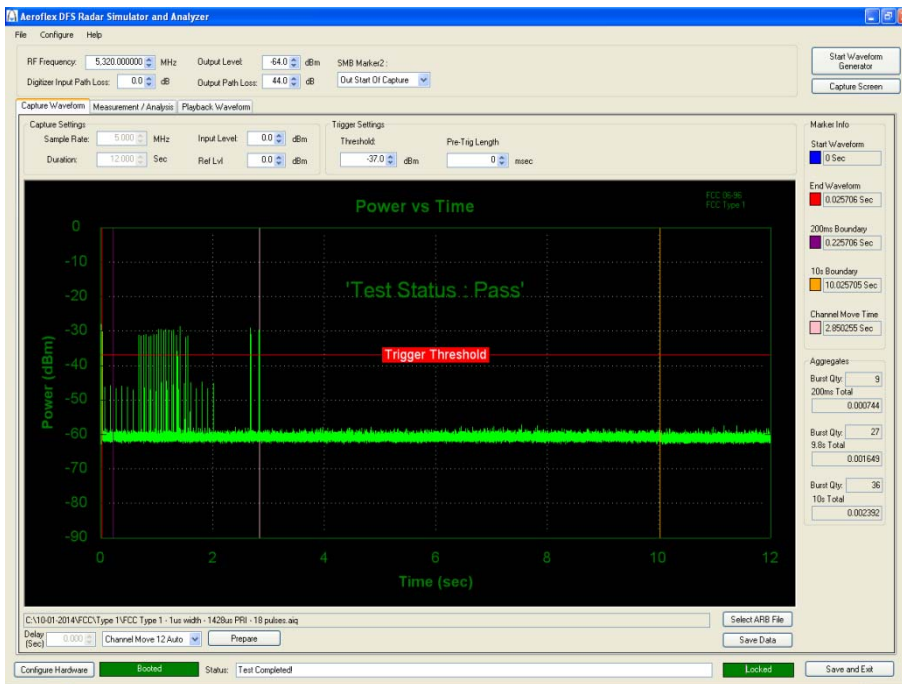 Aeroflex DFS Radar Simulator and Analyzer
File Configure Help
RF Frequency: 5,320.000000 MHz Output Level: -64.0 dBm SMB Marker2 :
Digitizer Input Path Loss: 0.0 dB Output Path Loss: 44.0 dB Out Start Of Capture
Start Waveform Generator
Capture Screen
Capture Waveform Measurement / Analysis Playback Waveform
Capture Settings
Sample Rate: 5.000 MHz Input Level: 0.0 dBm
Duration: 12.000 Sec Ref Lvl 0.0 dBm
Trigger Settings
Threshold: Pre-Trig Length
-37.0 dBm 0 msec
Marker Info
Start Waveform
0 Sec
End Waveform
0.025706 Sec
200ms Boundary
0.225706 Sec
10s Boundary
10.025705 Sec
Channel Move Time
2.850255 Sec
Aggregates
Burst Qty: 9
200ms Total
0.000744
Burst Qty: 27
9.8s Total
0.001649
Burst Qty: 36
10s Total
0.002392
Power vs Time
FCC 06-96
FCC Type 1
'Test Status : Pass'
Trigger Threshold
Power (dBm)
0
-10
-20
-30
-40
-50
-60
-70
-80
-90
0 2 4 6 8 10 12
Time (sec)
C:\10-01-2014\FCC\Type 1\FCC Type 1 - 1us width - 1428us PRI - 18 pulses.aiq
Select ARB File
Delay (Sec) 0.000 Channel Move 12 Auto Prepare
Save Data
Configure Hardware Booted Status: Test Completed! Locked Save and Exit